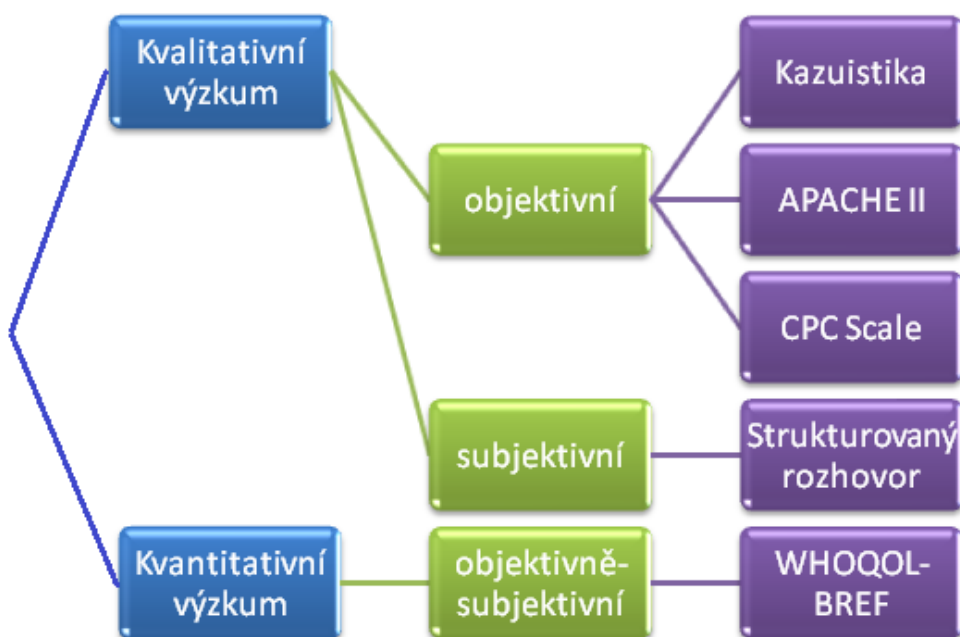 Kvalitativní
výzkum
objektivní
Kazuistika
APACHE II
CPC Scale
subjektivní
Strukturovaný
rozhovor
Kvantitativní
výzkum
objektivně-
subjektivní
WHOQOL-
BREF